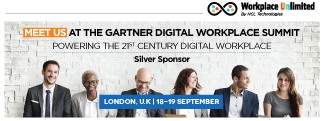 Workplace Unlimited
By HCL Technologies
MEET US AT THE GARTNER DIGITAL WORKPLACE SUMMIT
POWERING THE 21ST CENTURY DIGITAL WORKPLACE
Silver Sponsor
LONDON, U.K | 18-19 SEPTEMBER